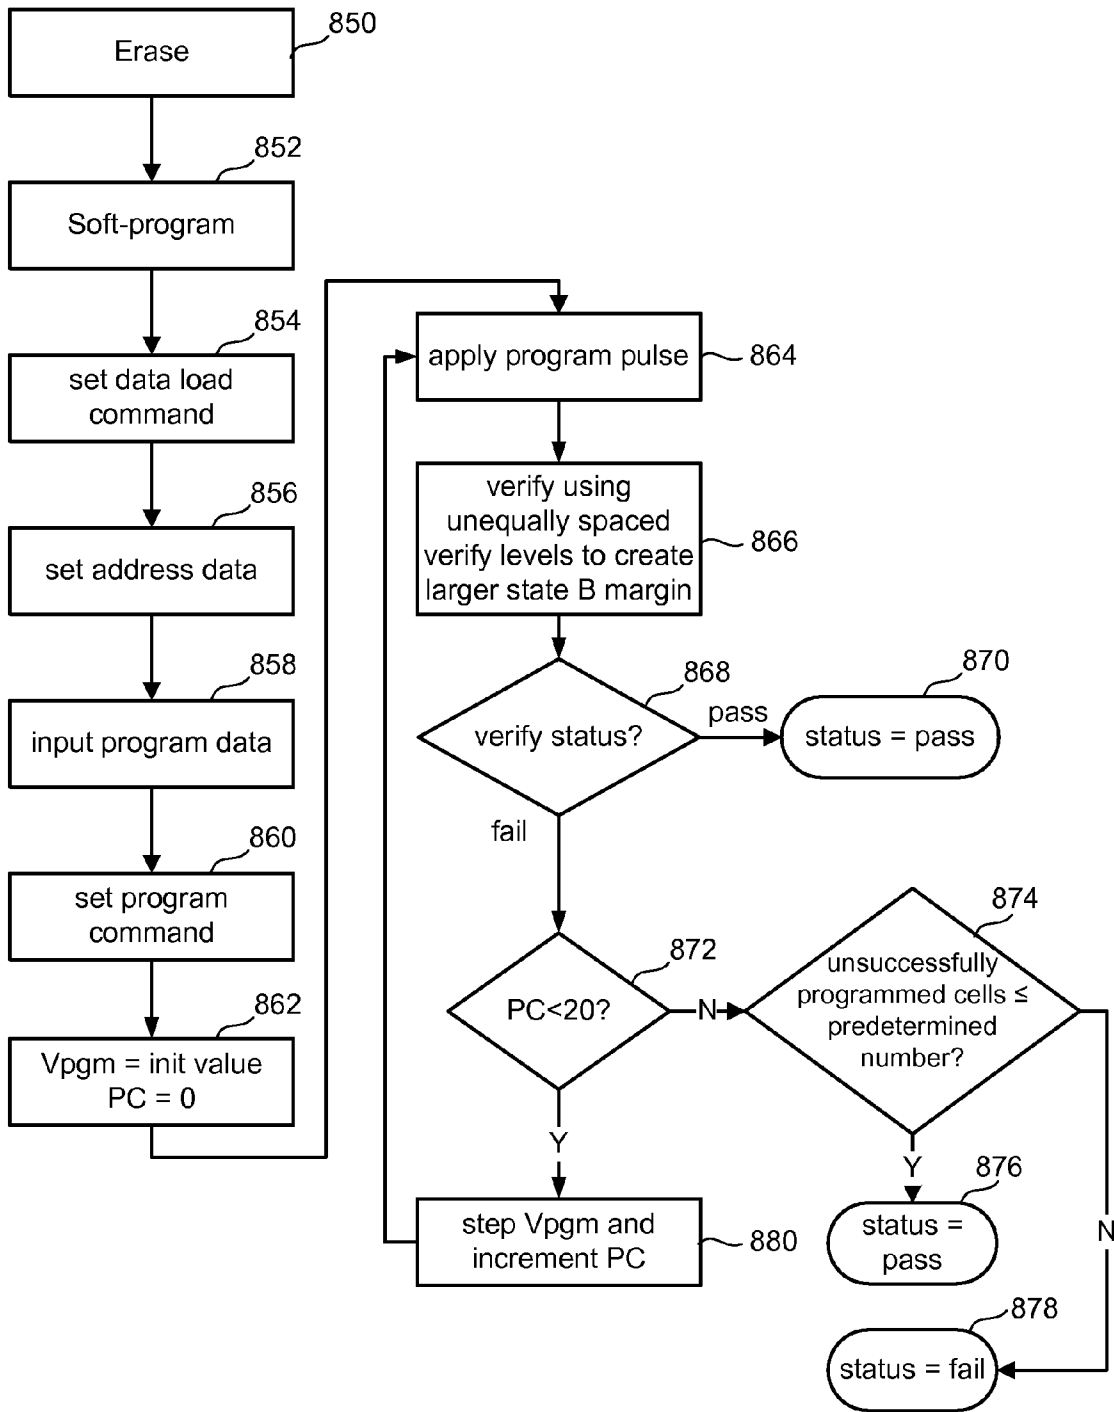 Erase
850
852
Soft-program
854
set data load
command
856
set address data
858
input program data
860
set program
command
862
Vpgm = init value
PC = 0
apply program pulse
864
verify using
unequally spaced
verify levels to create
larger state B margin
866
868
verify status?
pass
870
status = pass
fail
872
PC<20?
N
874
unsuccessfully
programmed cells ≤
predetermined
number?
Y
Y
876
status =
pass
N
step Vpgm and
increment PC
880
878
status = fail